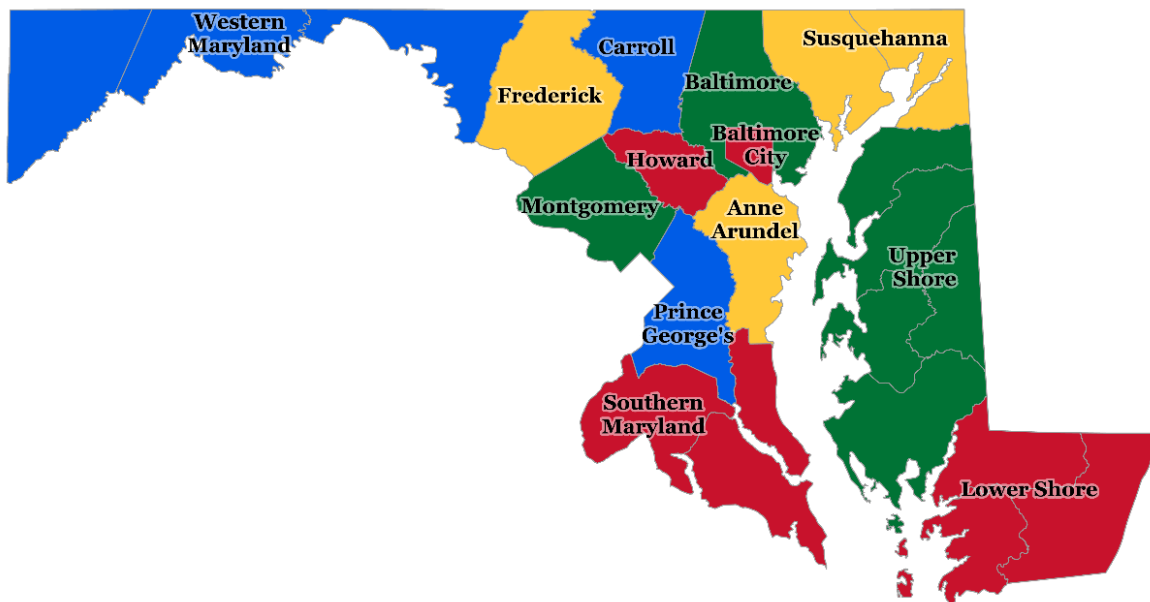 Western
Maryland
Carroll
Susquehanna
Frederick
Baltimore
Baltimore
City
Howard
Montgomery
Anne
Arundel
Upper
Shore
Prince
George's
Southern
Maryland
Lower Shore